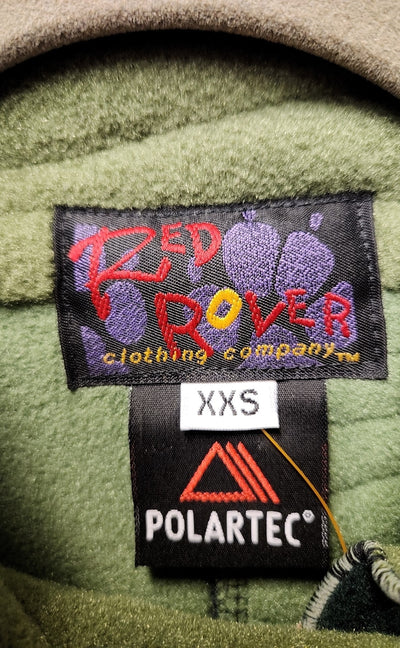 RED
ROVER
clothing company™
XXS
POLARTEC®